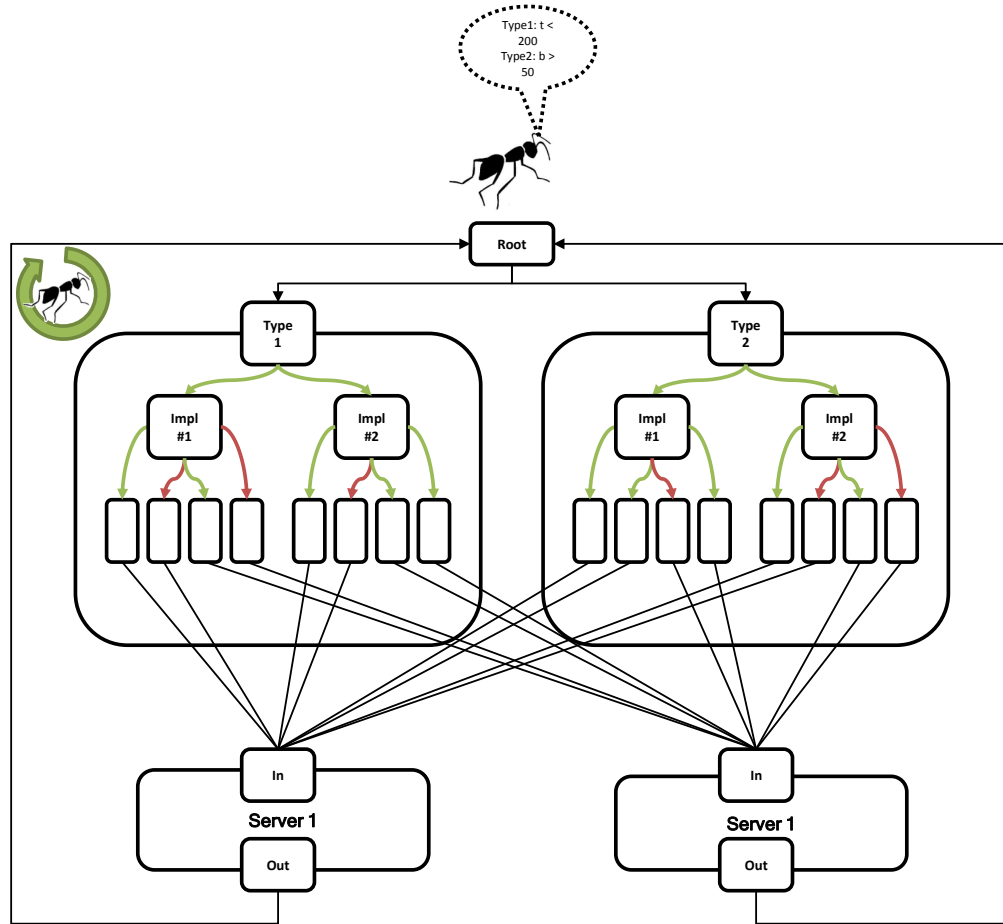 Type1: t <
200
Type2: b >
50
Root
Type
1
Type
2
Impl
#1
Impl
#2
Impl
#1
Impl
#2
In
In
Server 1
Server 1
Out
Out